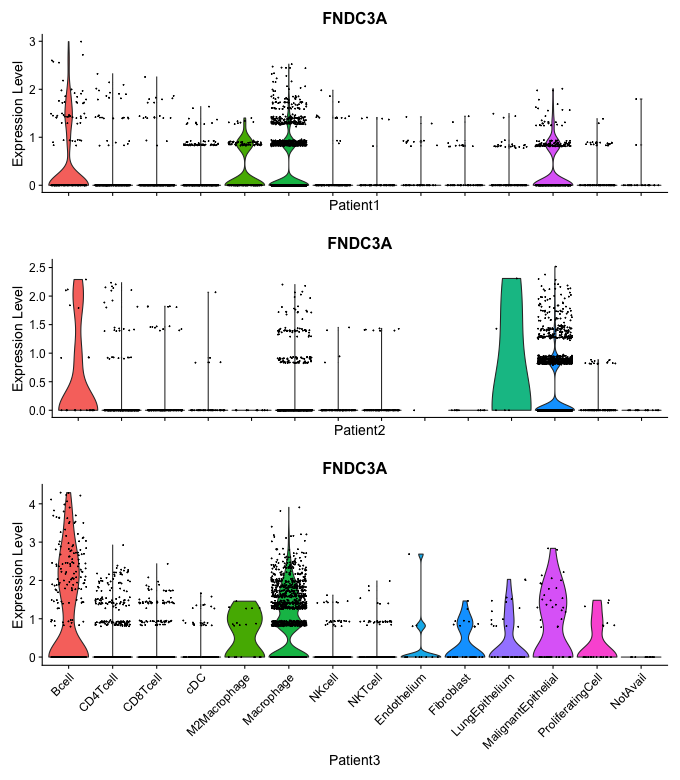 FNDC3A
Expression Level
3
2
1
0
Patient1
FNDC3A
Expression Level
2.5
2.0
1.5
1.0
0.5
0.0
Patient2
FNDC3A
Expression Level
4
3
2
1
0
Bcell
CD4Tcell
CD8Tcell
cDC
M2Macrophage
Macrophage
NKcell
NKTcell
Endothelium
Fibroblast
LungEpithelium
MalignantEpithelial
ProliferatingCell
NotAvail
Patient3